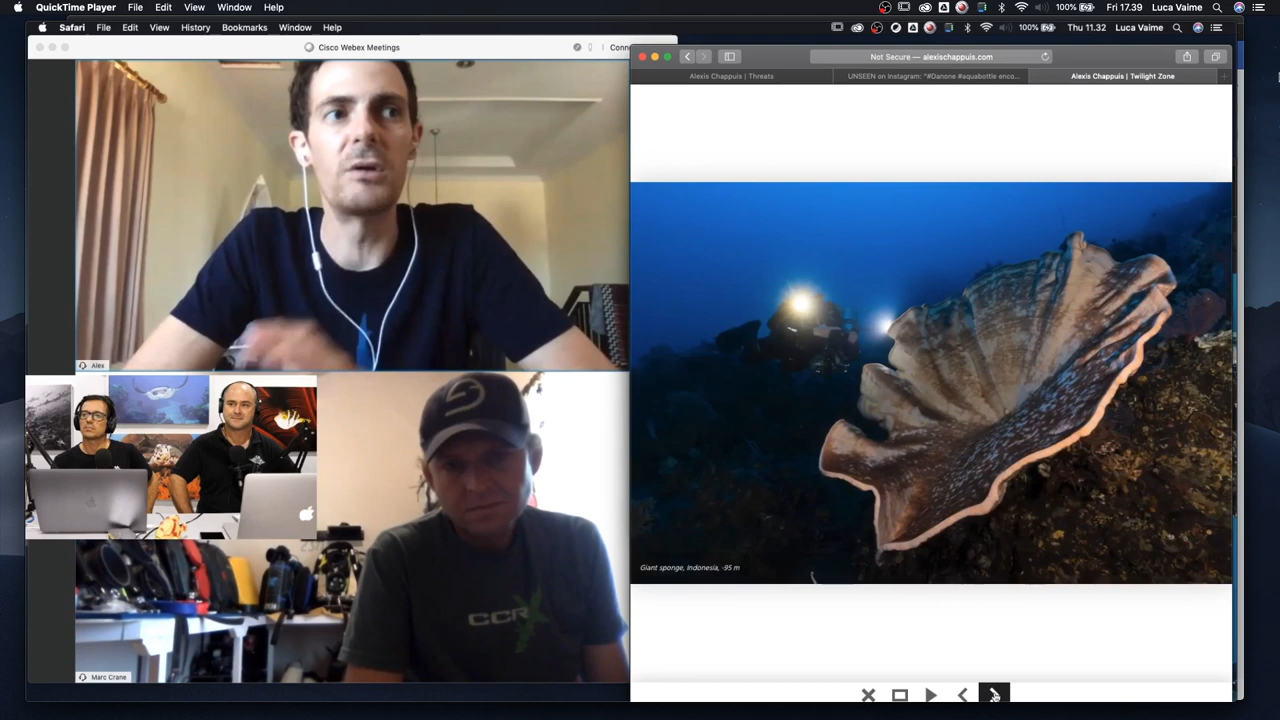 QuickTime Player File Edit View Window Help 100% Fri 17.39 Luca Vaime
Safari File Edit View History Bookmarks Window Help 100% Thu 11.32 Luca Vaime
Cisco Webex Meetings
Not Secure — alexischappuis.com
Alexis Chappuis | Threats
UNSEEN on Instagram: "#Danone #aquabottle enco...
Alexis Chappuis | Twilight Zone
Alex
Giant sponge, Indonesia, -95 m
CCR
Marc Crane